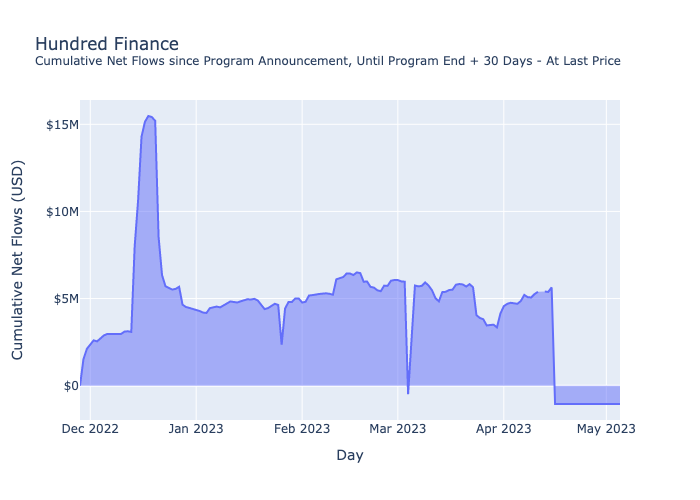 Hundred Finance
Cumulative Net Flows since Program Announcement, Until Program End + 30 Days - At Last Price
Cumulative Net Flows (USD)
$15M
$10M
$5M
$0
Dec 2022
Jan 2023
Feb 2023
Mar 2023
Apr 2023
May 2023
Day